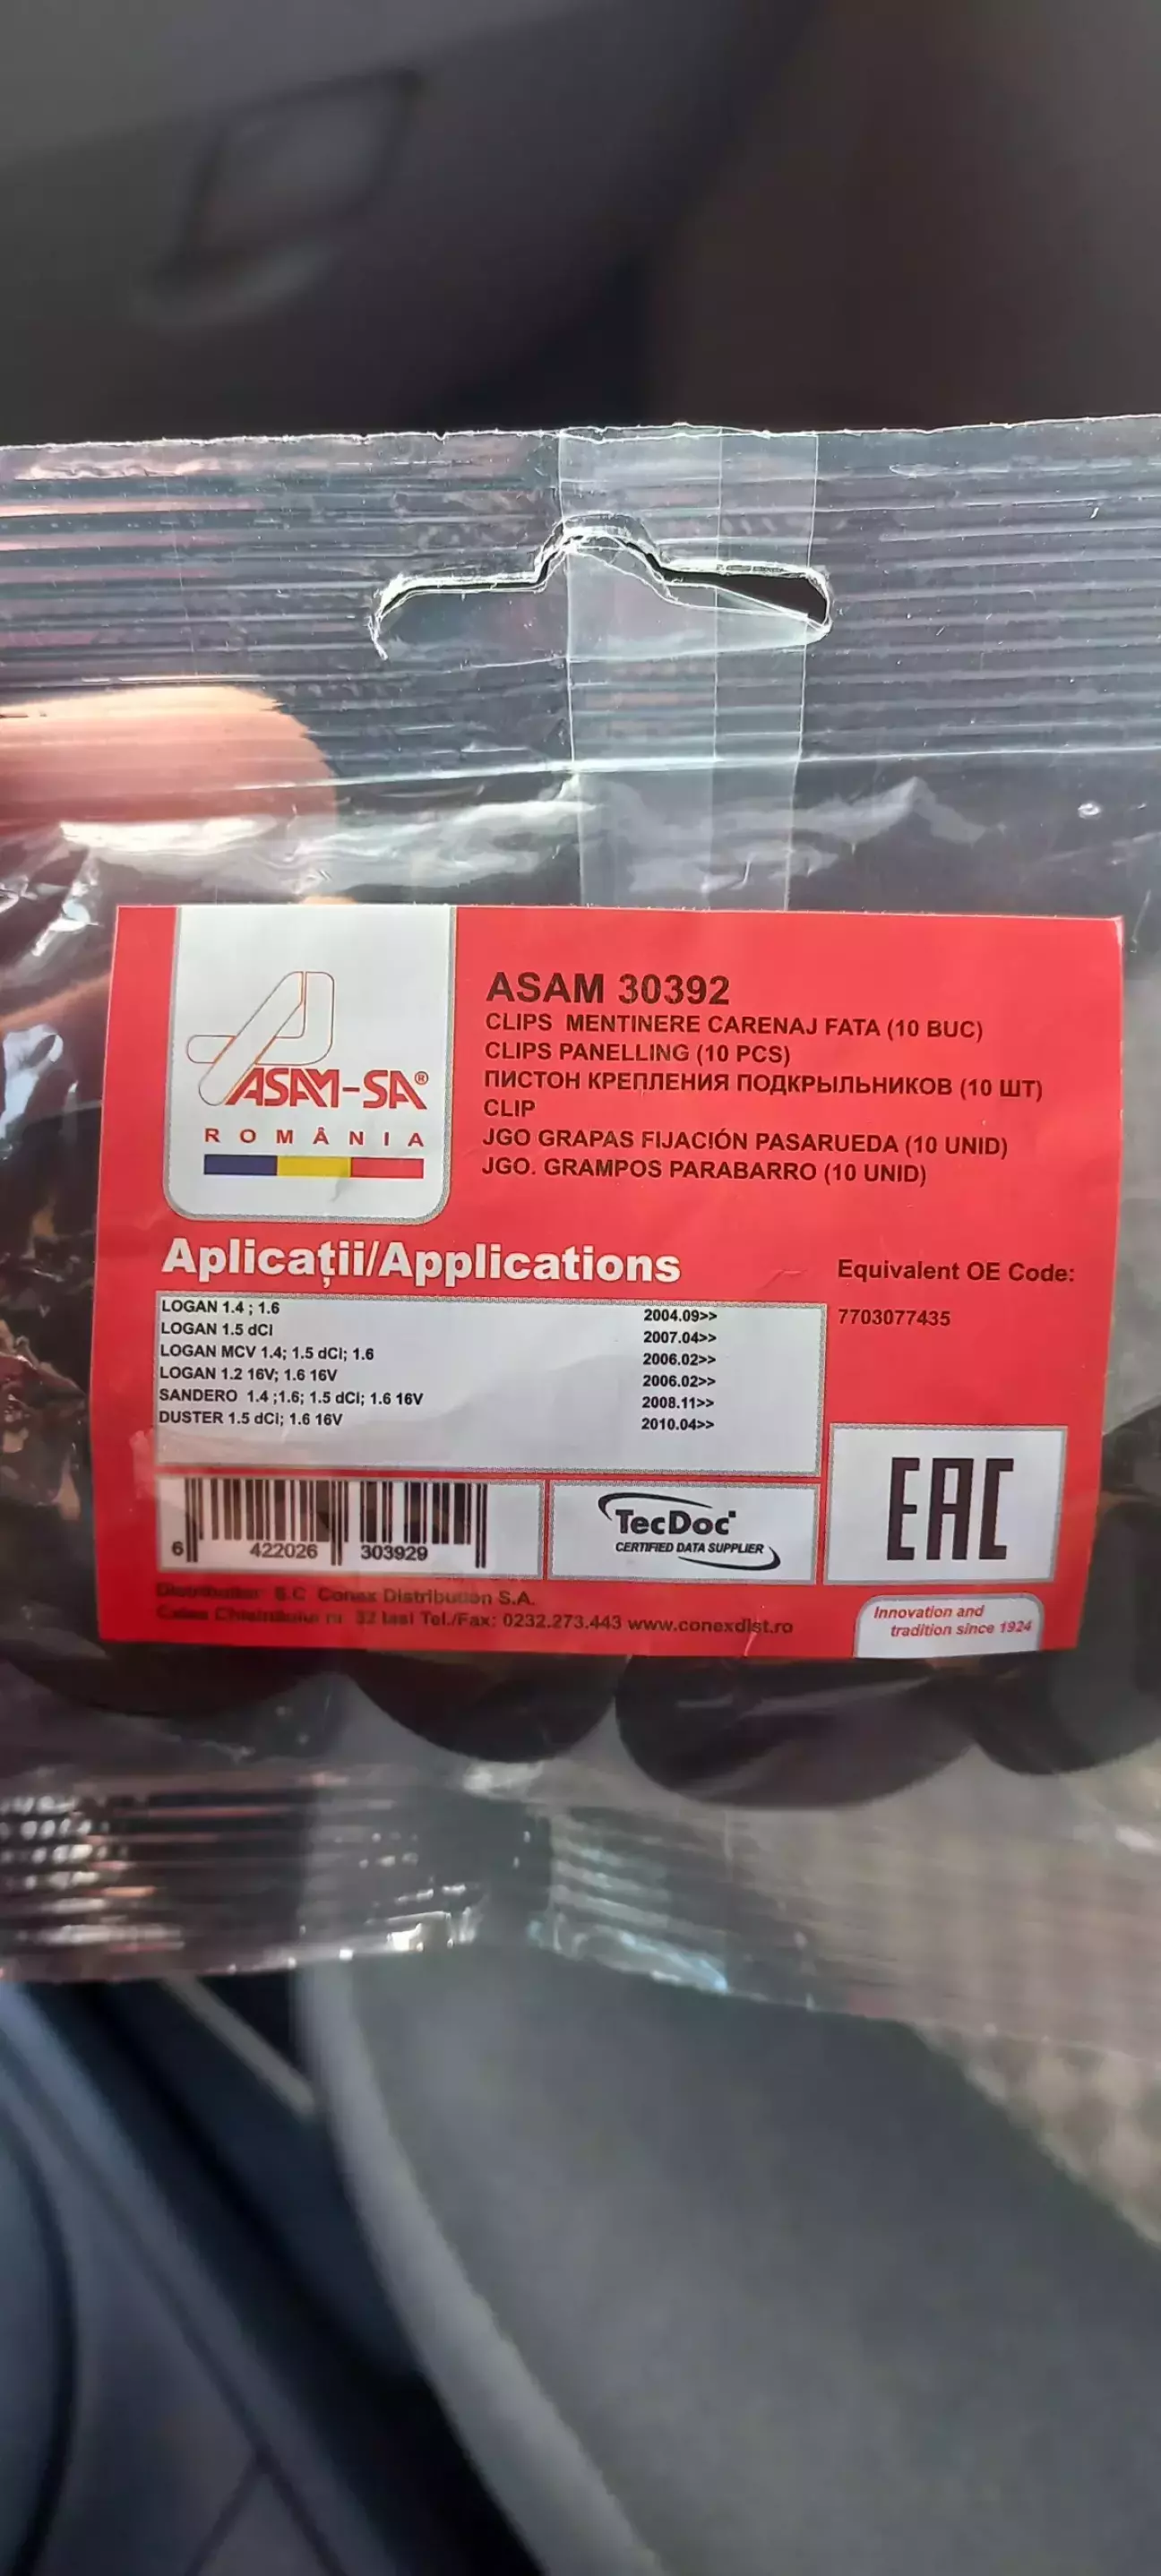 ASAM-SA®
ROMÂNIA
ASAM 30392
CLIPS MENTINERE CARENAJ FATA (10 BUC)
CLIPS PANELLING (10 PCS)
ПИСТОН КРЕПЛЕНИЯ ПОДКРЫЛЬНИКОВ (10 ШТ)
CLIP
JGO GRAPAS FIJACIÓN PASARUEDA (10 UNID)
JGO. GRAMPOS PARABARRO (10 UNID)
Aplicații/Applications
Equivalent OE Code:
7703077435
LOGAN 1.4 ; 1.6 2004.09>>
LOGAN 1.5 dCI 2007.04>>
LOGAN MCV 1.4; 1.5 dCI; 1.6 2006.02>>
LOGAN 1.2 16V; 1.6 16V 2006.02>>
SANDERO 1.4 ;1.6; 1.5 dCI; 1.6 16V 2008.11>>
DUSTER 1.5 dCI; 1.6 16V 2010.04>>
6 422026 303929
TecDoc
CERTIFIED DATA SUPPLIER
EAC
Distribuitor S.C Conex Distribution S.A.
Calea Chisinaului nr. 32 Iasi Tel./Fax: 0232.273.443 www.conexdist.ro
Innovation and
tradition since 1924